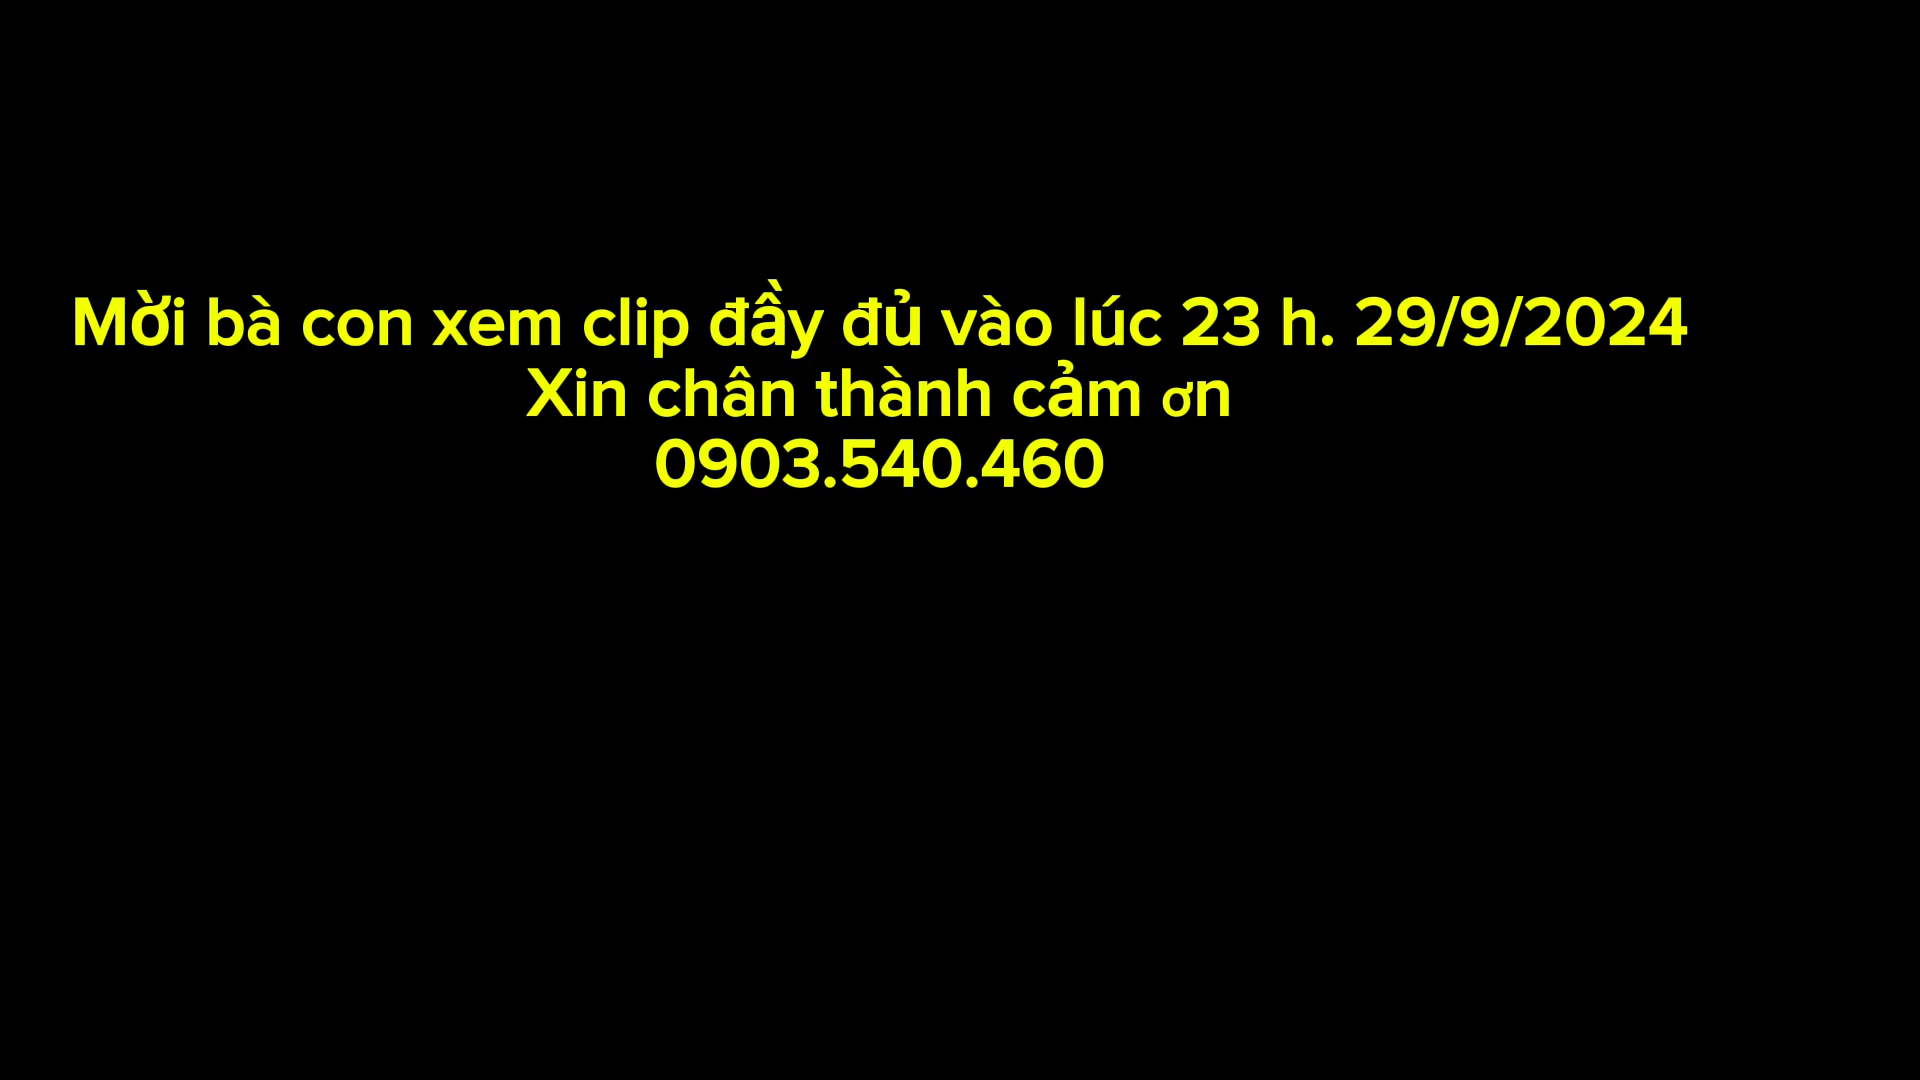 Mời bà con xem clip đầy đủ vào lúc 23 h. 29/9/2024
Xin chân thành cảm ơn
0903.540.460